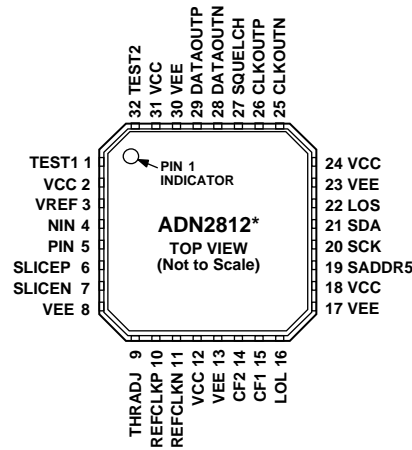 32 TEST2
31 VCC
30 VEE
29 DATAOUTP
28 DATAOUTN
27 SQUELCH
26 CLKOUTP
25 CLKOUTN
TEST1 1
VCC 2
VREF 3
NIN 4
PIN 5
SLICEP 6
SLICEN 7
VEE 8
PIN 1
INDICATOR
ADN2812*
TOP VIEW
(Not to Scale)
24 VCC
23 VEE
22 LOS
21 SDA
20 SCK
19 SADDR5
18 VCC
17 VEE
THRADJ 9
REFCLKP 10
REFCLKN 11
VCC 12
VEE 13
CF2 14
CF1 15
LOL 16